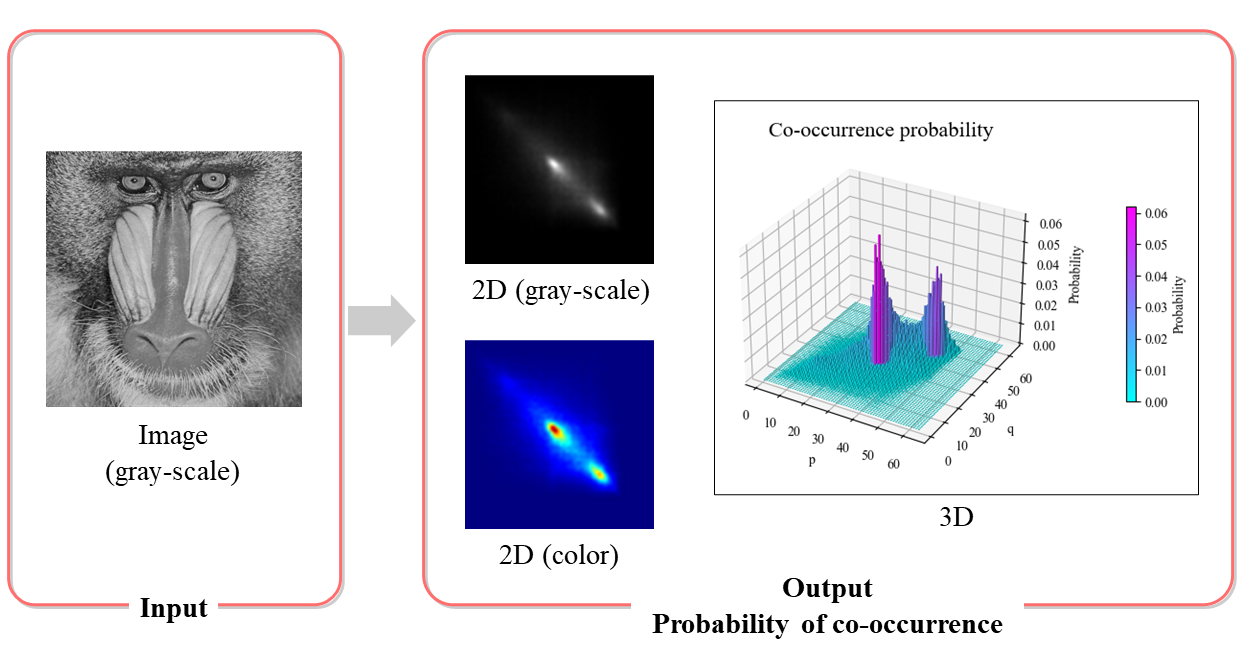 Image
(gray-scale)
Input
2D (gray-scale)
2D (color)
Co-occurrence probability
0.06
0.05
0.04
0.03
0.02
0.01
0.00
Probability
0
10
20
30
40
50
60
p
0
10
20
30
40
50
60
q
0.06
0.05
0.04
0.03
0.02
0.01
0.00
Probability
3D
Output
Probability of co-occurrence